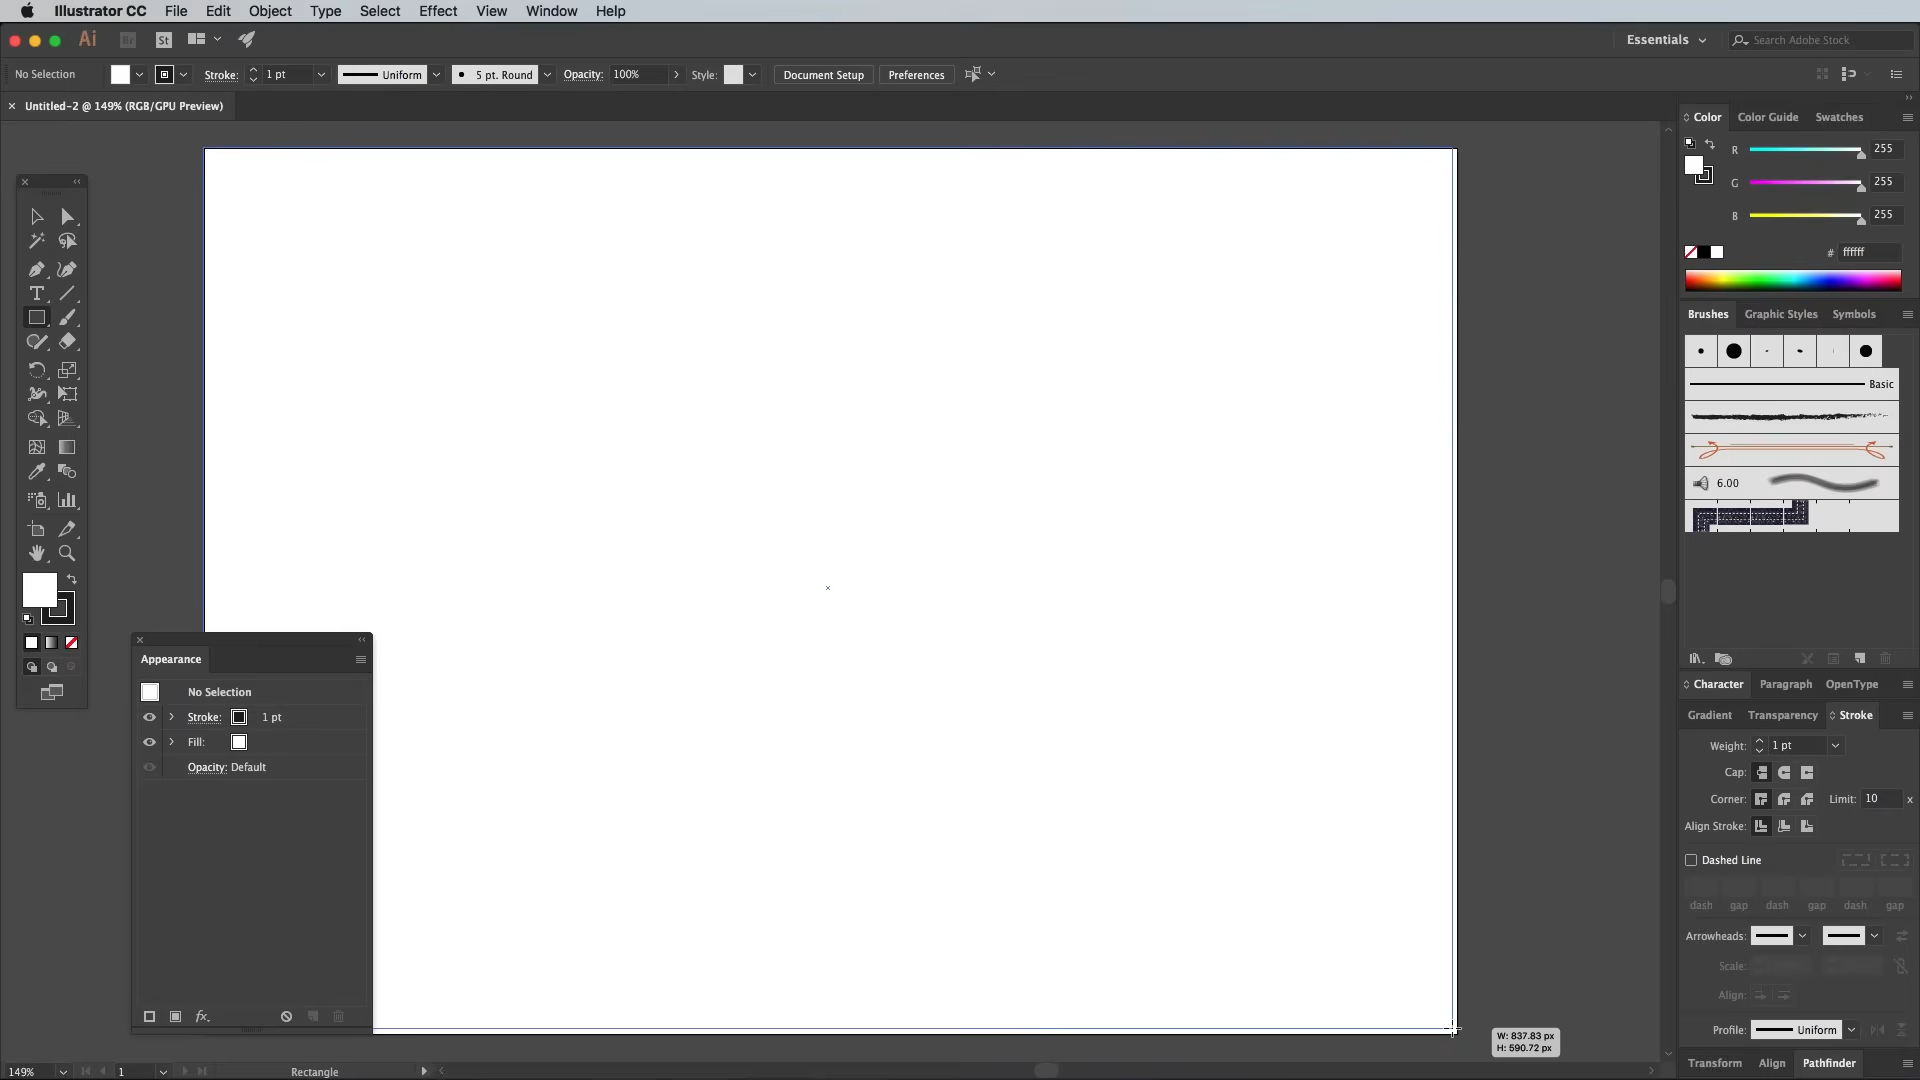 Illustrator CC File Edit Object Type Select Effect View Window Help
Ai Br St Essentials Search Adobe Stock
No Selection Stroke: 1 pt Uniform 5 pt. Round Opacity: 100% Style: Document Setup Preferences
Untitled-2 @ 149% (RGB/GPU Preview)
Color Color Guide Swatches
R 255
G 255
B 255
# ffffff
Brushes Graphic Styles Symbols
Basic
6.00
Appearance
No Selection
Stroke: 1 pt
Fill:
Opacity: Default
fx
Character Paragraph OpenType
Gradient Transparency Stroke
Weight: 1 pt
Cap:
Corner: Limit: 10 x
Align Stroke:
Dashed Line
dash gap dash gap dash gap
Arrowheads:
Scale:
Align:
Profile: Uniform
W: 837.83 px
H: 590.72 px
Transform Align Pathfinder
149% 1 Rectangle